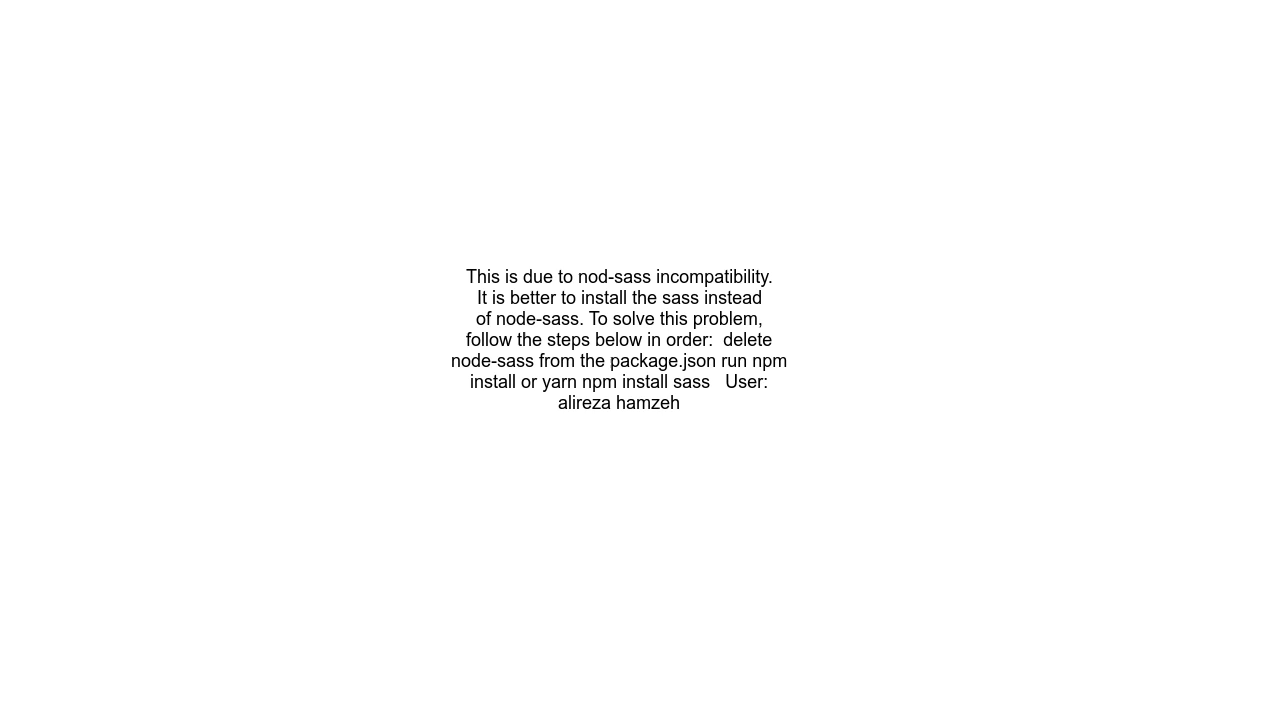 This is due to nod-sass incompatibility.
It is better to install the sass instead
of node-sass. To solve this problem,
follow the steps below in order:  delete
node-sass from the package.json run npm
install or yarn npm install sass   User:
alireza hamzeh